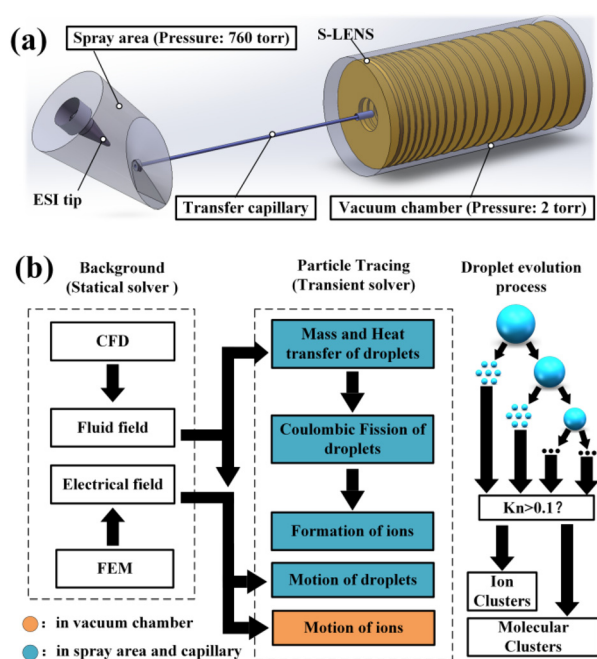 (a)
Spray area (Pressure: 760 torr)
S-LENS
ESI tip
Transfer capillary
Vacuum chamber (Pressure: 2 torr)
(b)
Background
(Statical solver )
Particle Tracing
(Transient solver)
Droplet evolution
process
CFD
Fluid field
Electrical field
FEM
Mass and Heat
transfer of droplets
Coulombic Fission of
droplets
Formation of ions
Motion of droplets
Motion of ions
Kn>0.1?
Ion
Clusters
Molecular
Clusters
: in vacuum chamber
: in spray area and capillary